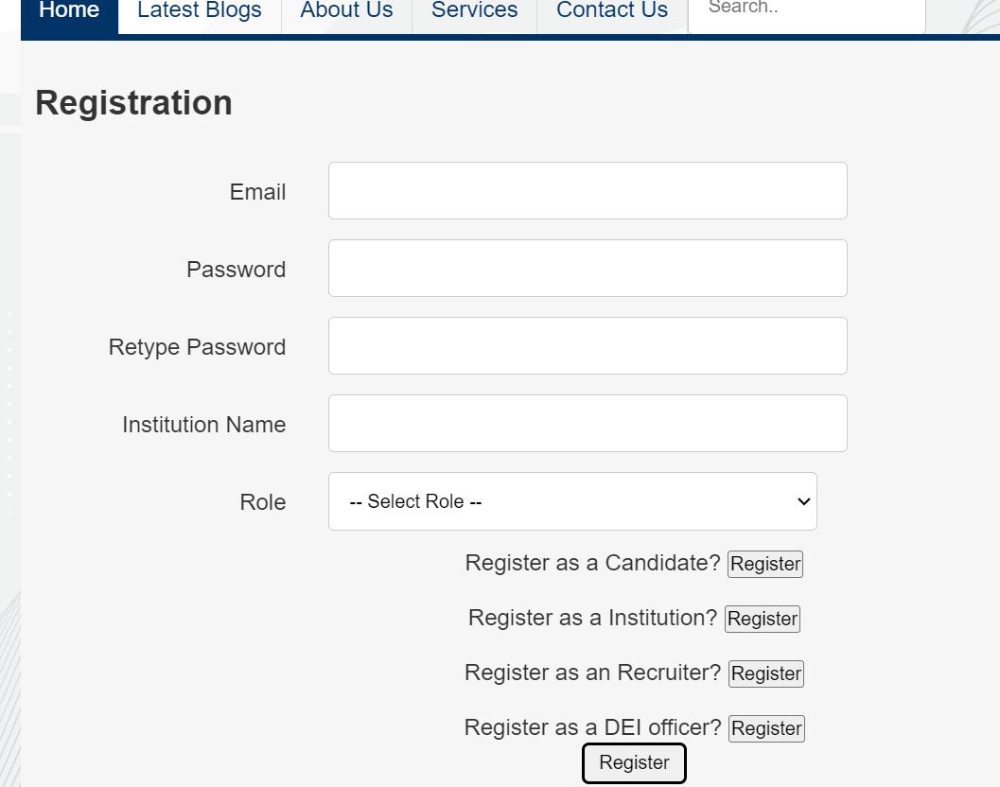 Home Latest Blogs About Us Services Contact Us Search..
Registration
Email
Password
Retype Password
Institution Name
Role -- Select Role --
Register as a Candidate? Register
Register as a Institution? Register
Register as an Recruiter? Register
Register as a DEI officer? Register
Register